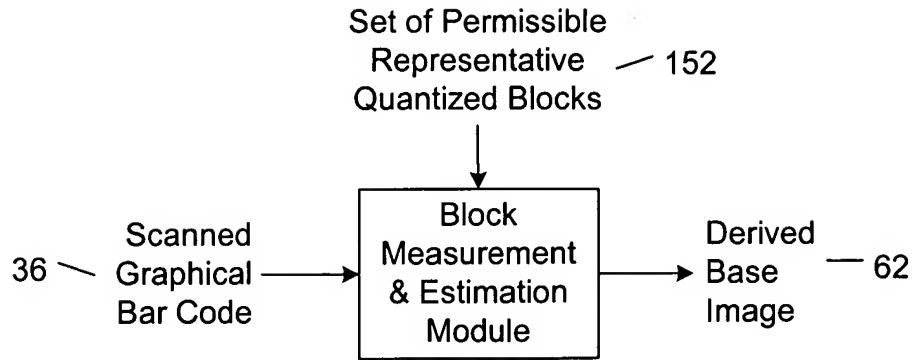 Set of Permissible
Representative
Quantized Blocks
152
36
Scanned
Graphical
Bar Code
Block
Measurement
& Estimation
Module
Derived
Base
Image
62